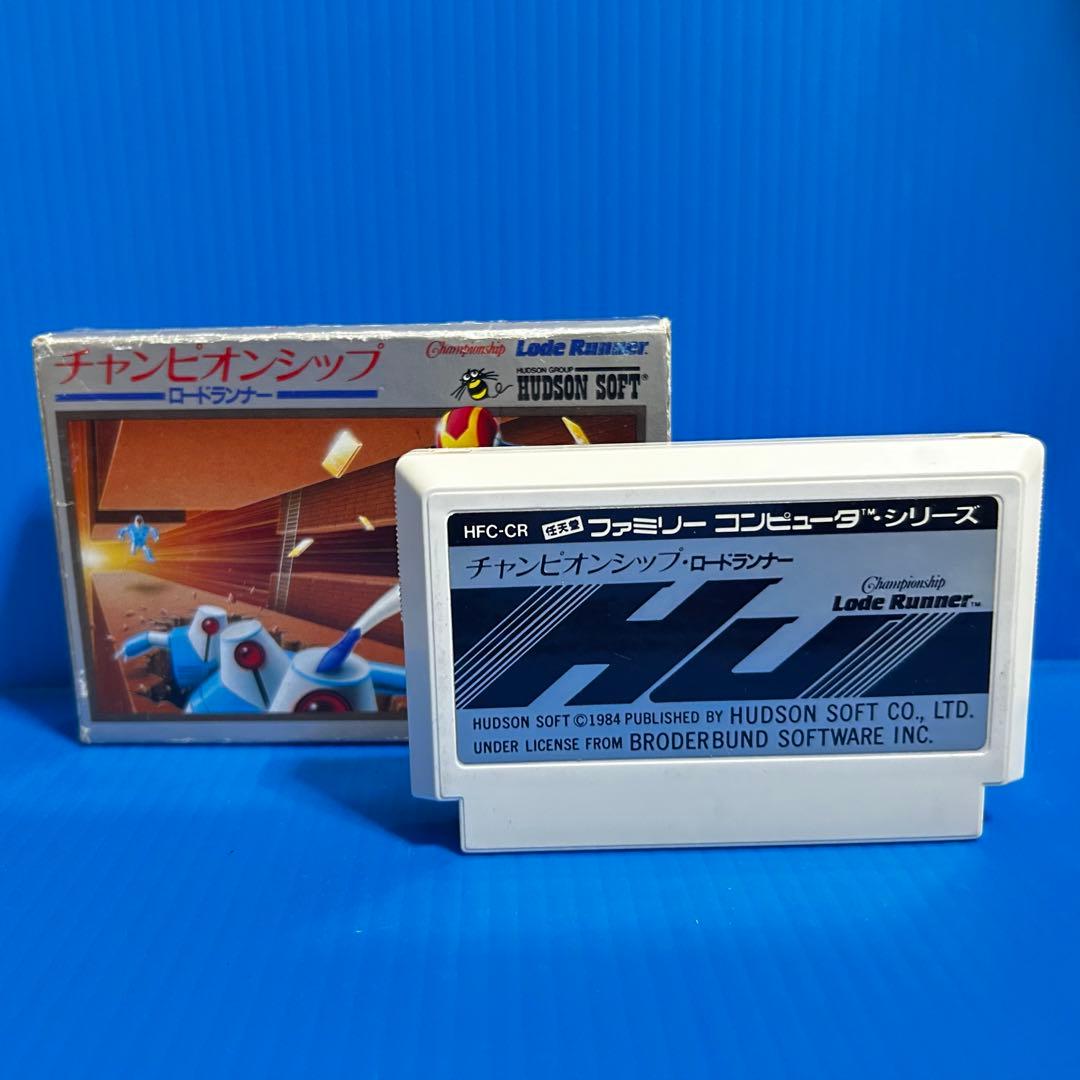 チャンピオンシップ
ロードランナー
Championship Lode Runner
HUDSON GROUP
HUDSON SOFT®
HFC-CR 任天堂 ファミリー コンピュータ™・シリーズ
チャンピオンシップ・ロードランナー
Championship
Lode Runner™
HU
HUDSON SOFT ©1984 PUBLISHED BY HUDSON SOFT CO., LTD.
UNDER LICENSE FROM BRODERBUND SOFTWARE INC.